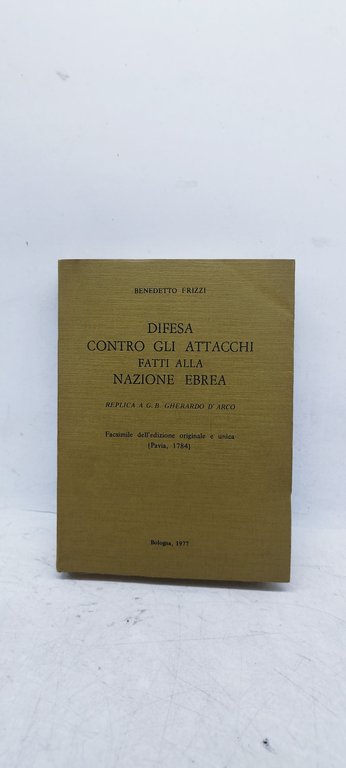 BENEDETTO FRIZZI
DIFESA
CONTRO GLI ATTACCHI
FATTI ALLA
NAZIONE EBREA
REPLICA A G. B. GHERARDO D'ARCO
Facsimile dell'edizione originale e unica
(Pavia, 1784)
Bologna, 1977